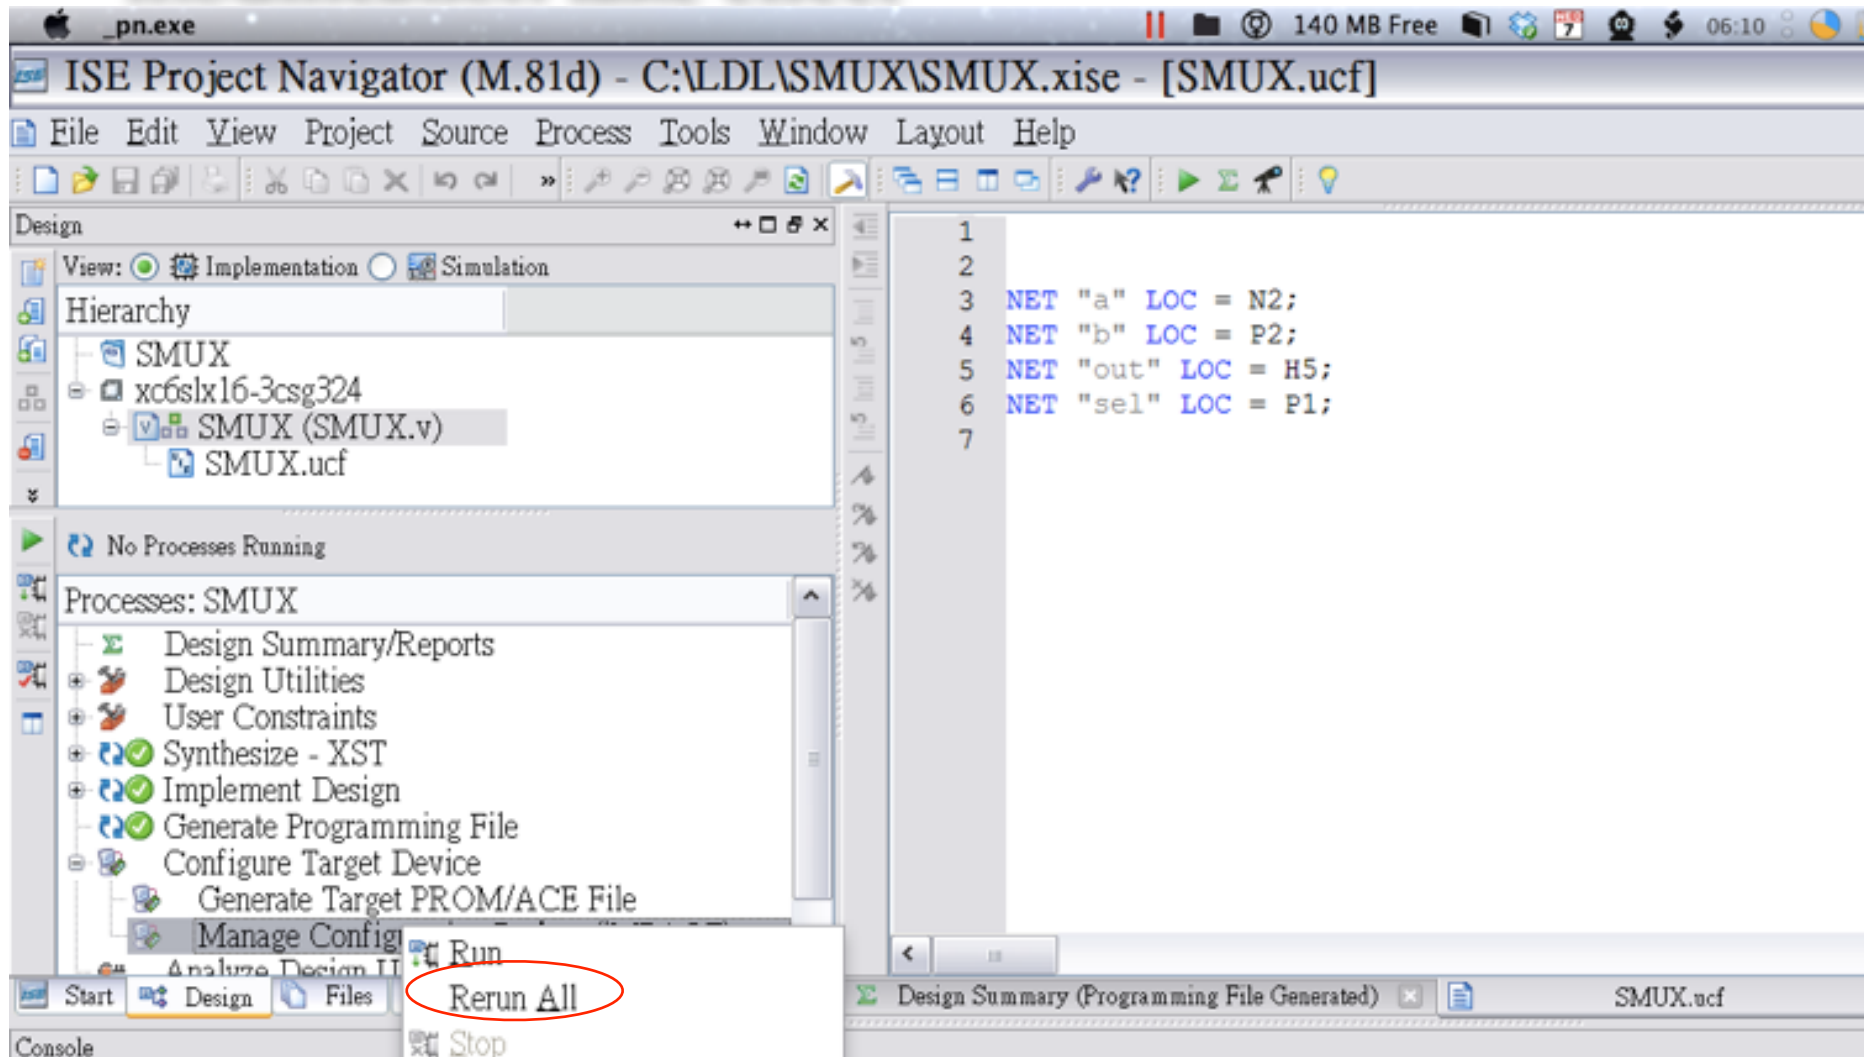 _pn.exe
140 MB Free
7
06:10
ISE Project Navigator (M.81d) - C:\LDL\SMUX\SMUX.xise - [SMUX.ucf]
File Edit View Project Source Process Tools Window Layout Help
Design
View: Implementation Simulation
Hierarchy
SMUX
xc6slx16-3csg324
SMUX (SMUX.v)
SMUX.ucf
No Processes Running
Processes: SMUX
Design Summary/Reports
Design Utilities
User Constraints
Synthesize - XST
Implement Design
Generate Programming File
Configure Target Device
Generate Target PROM/ACE File
Manage
Analyze Design
Run
Rerun All
Stop
Start Design Files
Console
1
2
3 NET "a" LOC = N2;
4 NET "b" LOC = P2;
5 NET "out" LOC = H5;
6 NET "sel" LOC = P1;
7
Design Summary (Programming File Generated)
SMUX.ucf